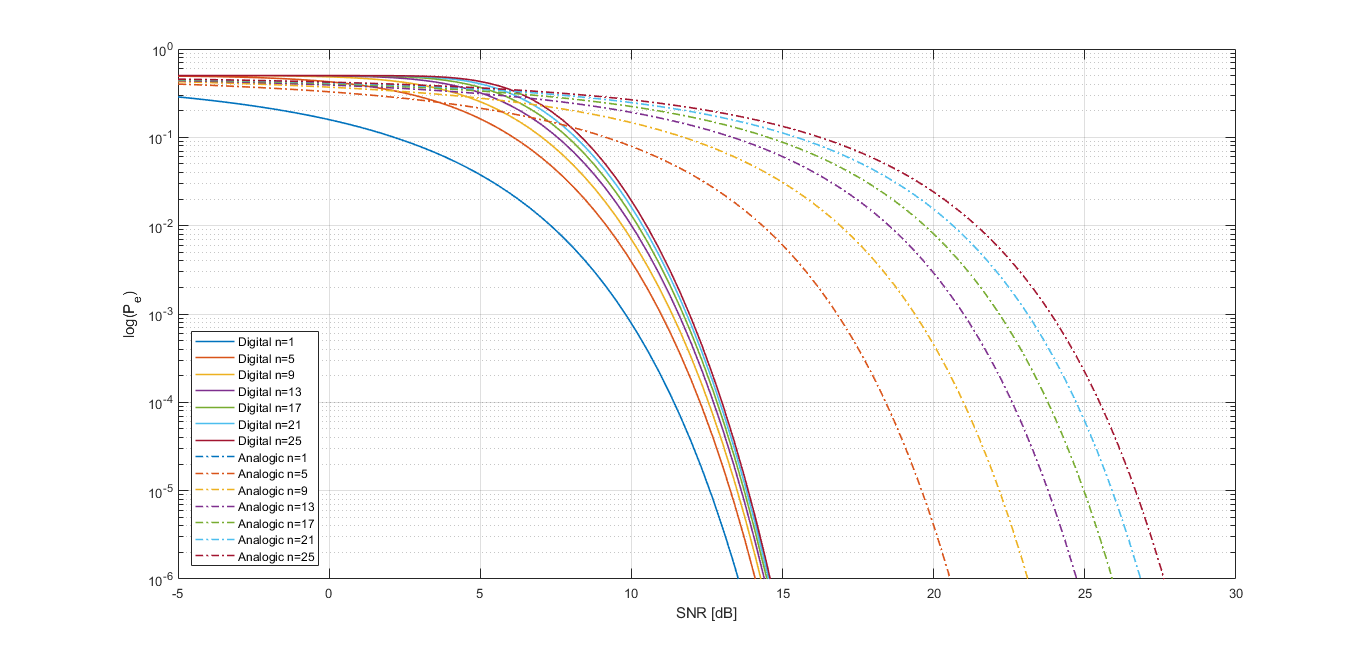 10^0
10^-1
10^-2
10^-3
10^-4
10^-5
10^-6
log(P_e)
Digital n=1
Digital n=5
Digital n=9
Digital n=13
Digital n=17
Digital n=21
Digital n=25
Analogic n=1
Analogic n=5
Analogic n=9
Analogic n=13
Analogic n=17
Analogic n=21
Analogic n=25
-5 0 5 10 15 20 25 30
SNR [dB]